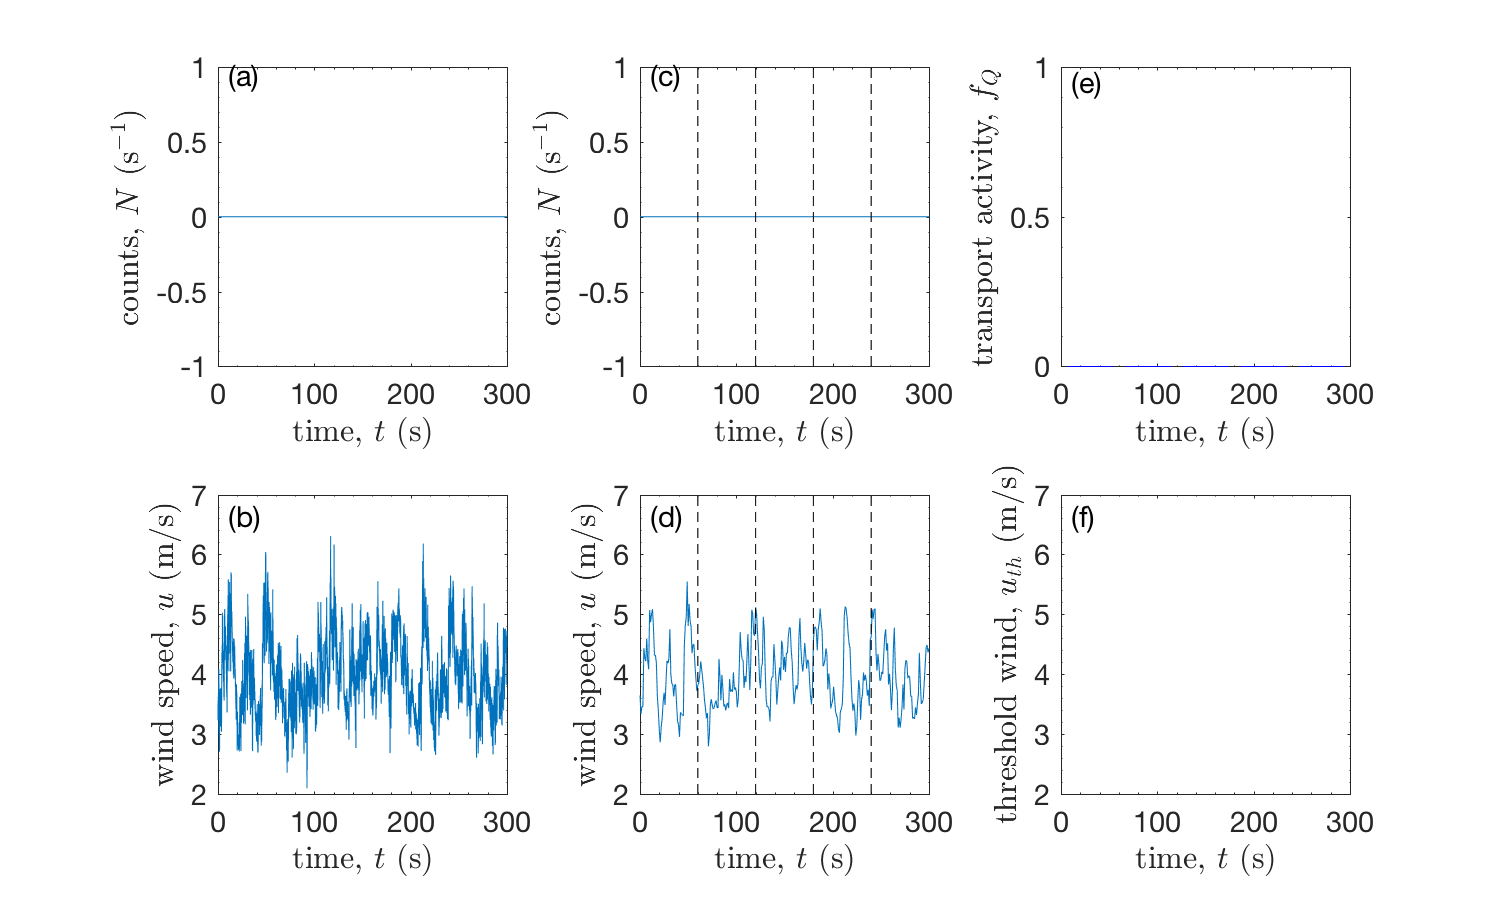 (a)
1
0.5
0
-0.5
-1
counts, N (s⁻¹)
0 100 200 300
time, t (s)
(c)
1
0.5
0
-0.5
-1
counts, N (s⁻¹)
0 100 200 300
time, t (s)
(e)
1
0.5
0
transport activity, f_Q
0 100 200 300
time, t (s)
(b)
7
6
5
4
3
2
wind speed, u (m/s)
0 100 200 300
time, t (s)
(d)
7
6
5
4
3
2
wind speed, u (m/s)
0 100 200 300
time, t (s)
(f)
7
6
5
4
3
2
threshold wind, u_th (m/s)
0 100 200 300
time, t (s)